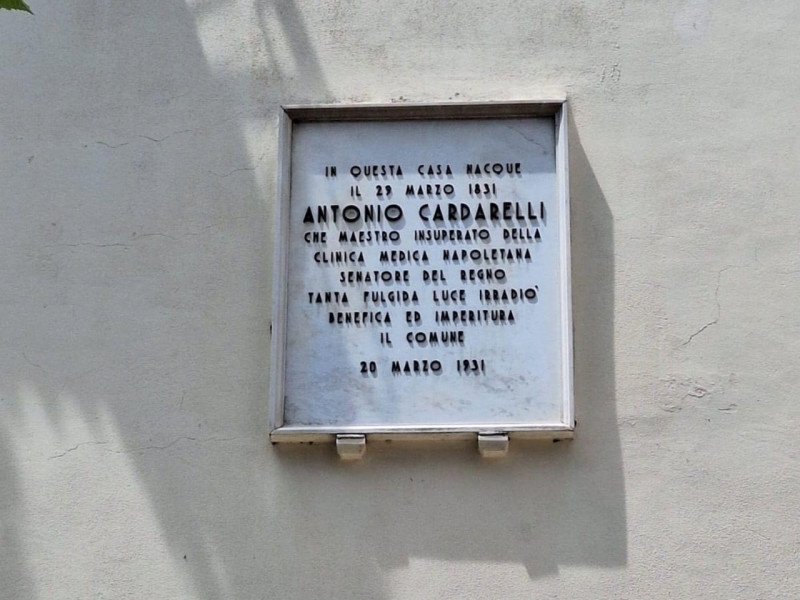 IN QUESTA CASA NACQUE
IL 29 MARZO 1831
ANTONIO CARDARELLI
CHE MAESTRO INSUPERATO DELLA
CLINICA MEDICA NAPOLETANA
SENATORE DEL REGNO
TANTA FULGIDA LUCE IRRADIO'
BENEFICA ED IMPERITURA
IL COMUNE
20 MARZO 1931